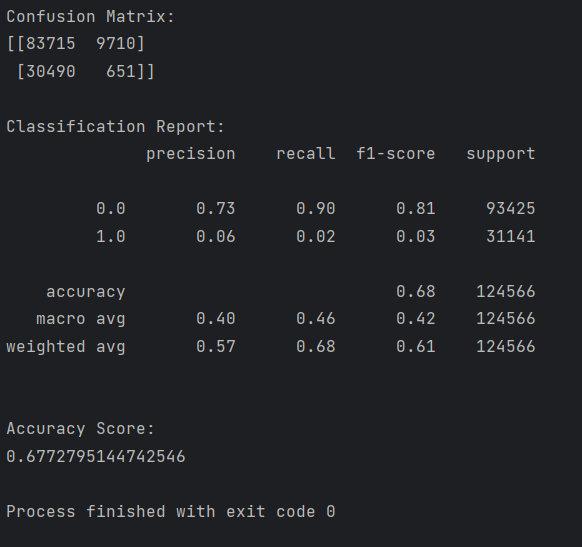 Confusion Matrix:
[[83715  9710]
 [30490   651]]
Classification Report:
              precision    recall  f1-score   support
         0.0       0.73      0.90      0.81     93425
         1.0       0.06      0.02      0.03     31141
    accuracy                           0.68    124566
   macro avg       0.40      0.46      0.42    124566
weighted avg       0.57      0.68      0.61    124566
Accuracy Score:
0.6772795144742546
Process finished with exit code 0